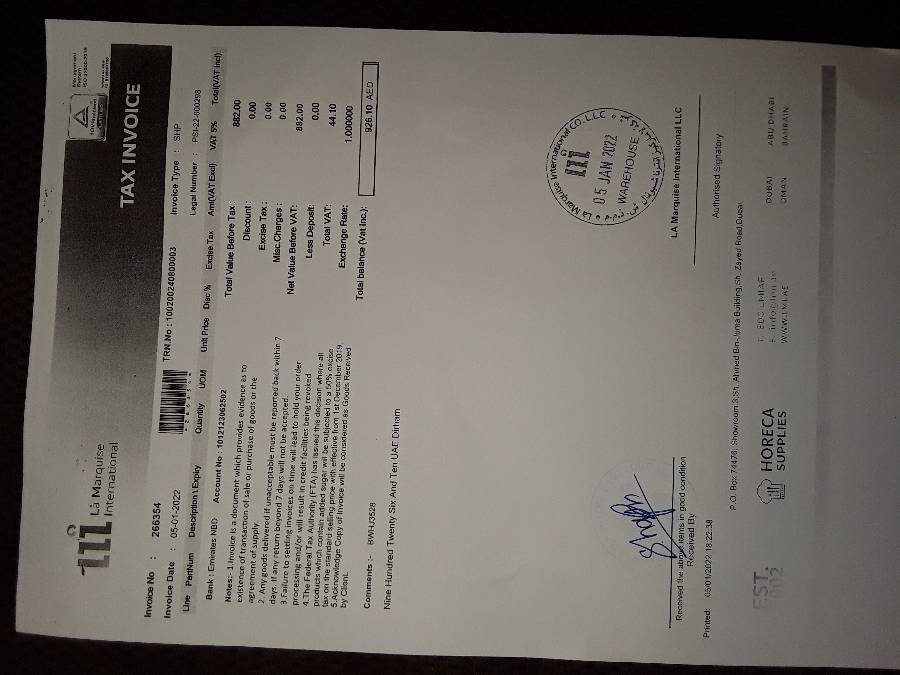 La Marquise
International
Management
System
TAX INVOICE
Invoice No : 266354
TRN.No : 100200240800003
Invoice Type : SHP
Invoice Date : 05-01-2022
* 2 6 6 3 5 4 *
Legal Number : PSI-22-000298
Line PartNum Description \ Expiry Quantity UOM Unit Price Disc % Excise Tax Amt(VAT Excl) VAT 5% Total(VAT Incl)
Bank : Emirates NBD Account No : 1012123062502
Total Value Before Tax : 882.00
Discount : 0.00
Excise Tax : 0.00
Misc.Charges : 0.00
Net Value Before VAT: 882.00
Less Deposit: 0.00
Total VAT: 44.10
Exchange Rate: 1.000000
Total balance (Vat Inc.): 926.10 AED
Notes:- 1.Invoice is a document which provides evidence as to
existence of transaction of sale or purchase of goods or the
agreement of supply.
2. Any goods delivered if unacceptable must be reported back within 7
days. If any return beyond 7 days will not be accepted.
3.Failure to settling invoices on time will lead to hold your order
processing and/or will result in credit facilities being revoked
4.The Federal Tax Authority (FTA) has issued this decision where all
products which contain added sugar will be subjected to a 50% excise
tax on the standard selling price with effective from 1st December 2019
5.Acknowledge Copy of Invoice will be considered as Goods Received
by Client.
Comments :- BWHJ3528
Nine Hundred Twenty Six And Ten UAE Dirham
La Marquise International CO. L.L.C
05 JAN 2022
WAREHOUSE
LA Marquise International LLC
Authorised Signatory
Received the above items in good condition
Received By
Printed: 05/01/2022 18:22:38
P.O. Box 74476, Showroom 3,Sh. Ahmed Bin-Juma Building,Sh. Zayed Road,Dubai
EST.
2002
HORECA
SUPPLIES
T: 800 LMIAE
WWW.LMI.AE
DUBAI
OMAN
ABU DHABI
BAHRAIN